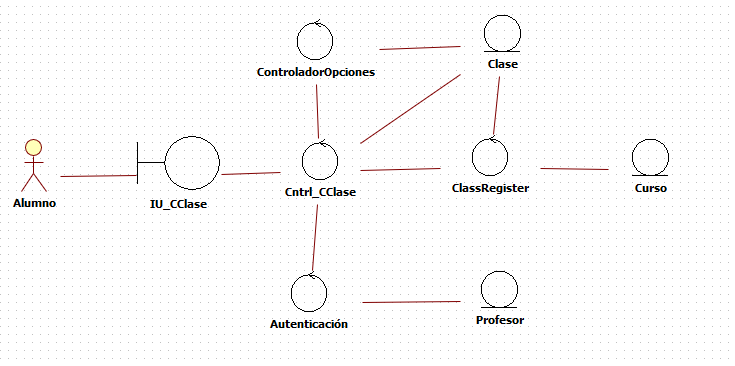 ControladorOpciones
Clase
Alumno
IU_CClase
Cntrl_CClase
ClassRegister
Curso
Autenticación
Profesor